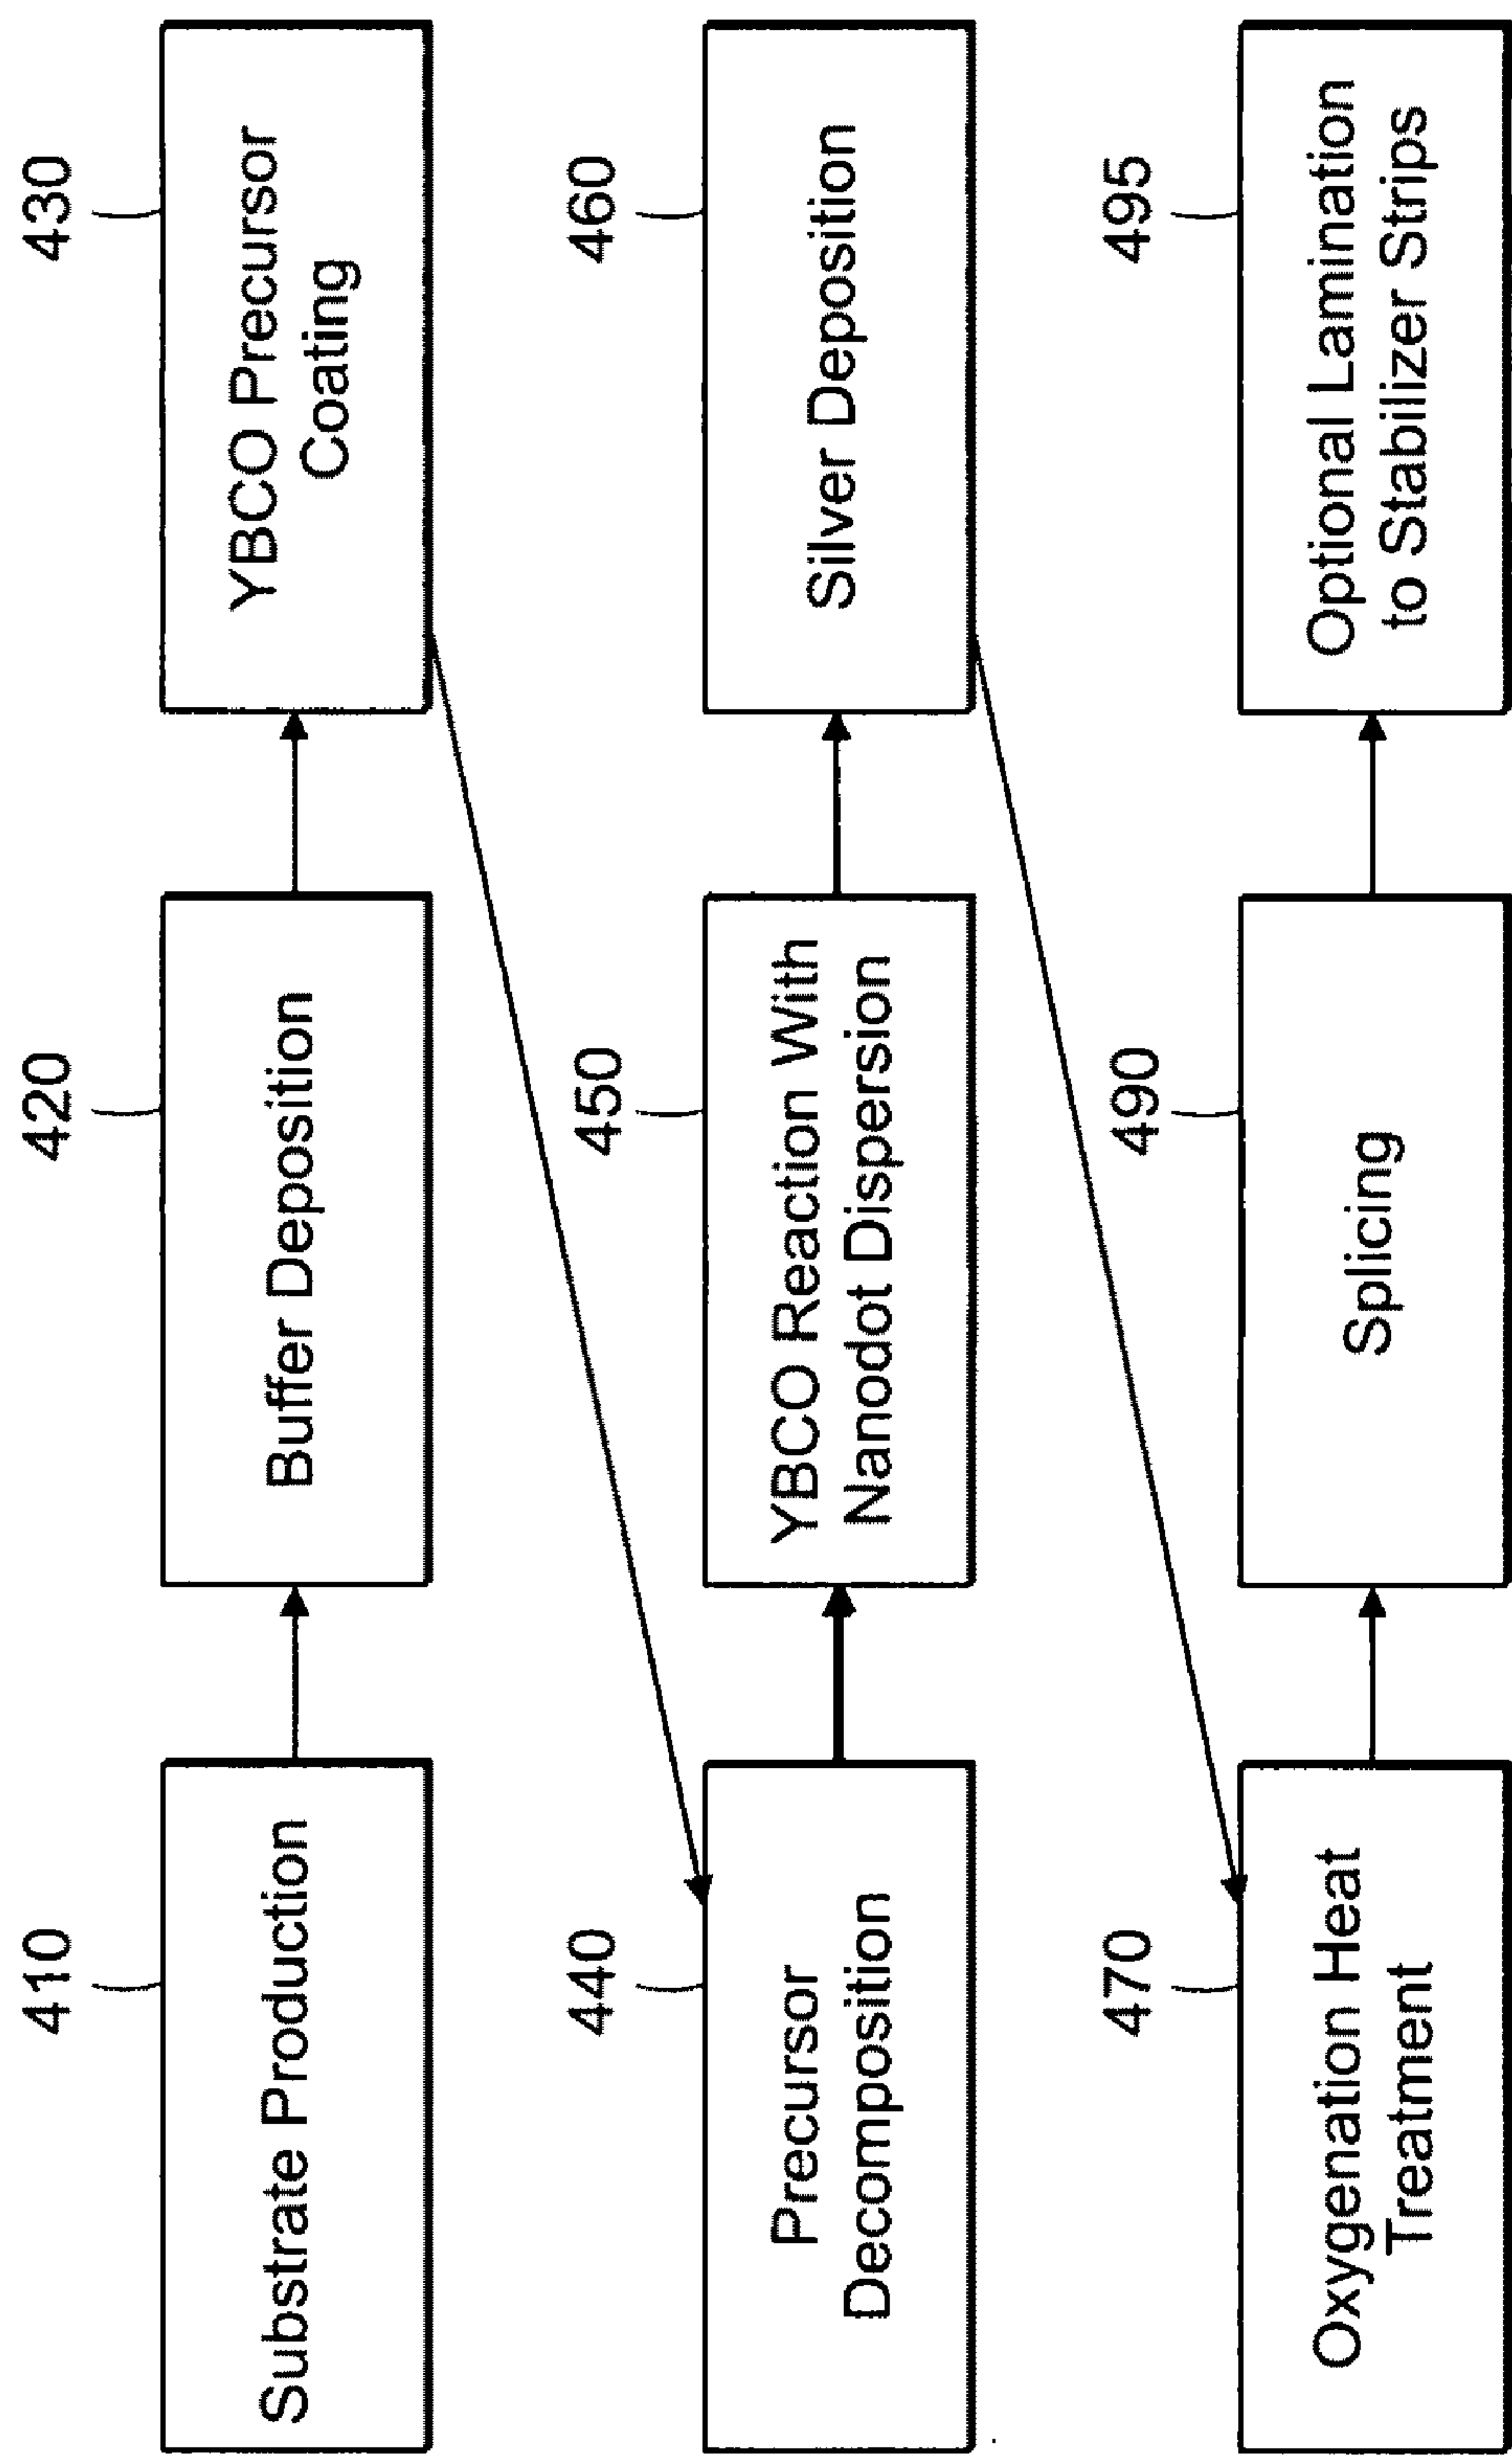 410
Substrate Production
420
Buffer Deposition
430
YBCO Precursor
Coating
440
Precursor
Decomposition
450
YBCO Reaction With
Nanodot Dispersion
460
Silver Deposition
470
Oxygenation Heat
Treatment
490
Splicing
495
Optional Lamination
to Stabilizer Strips